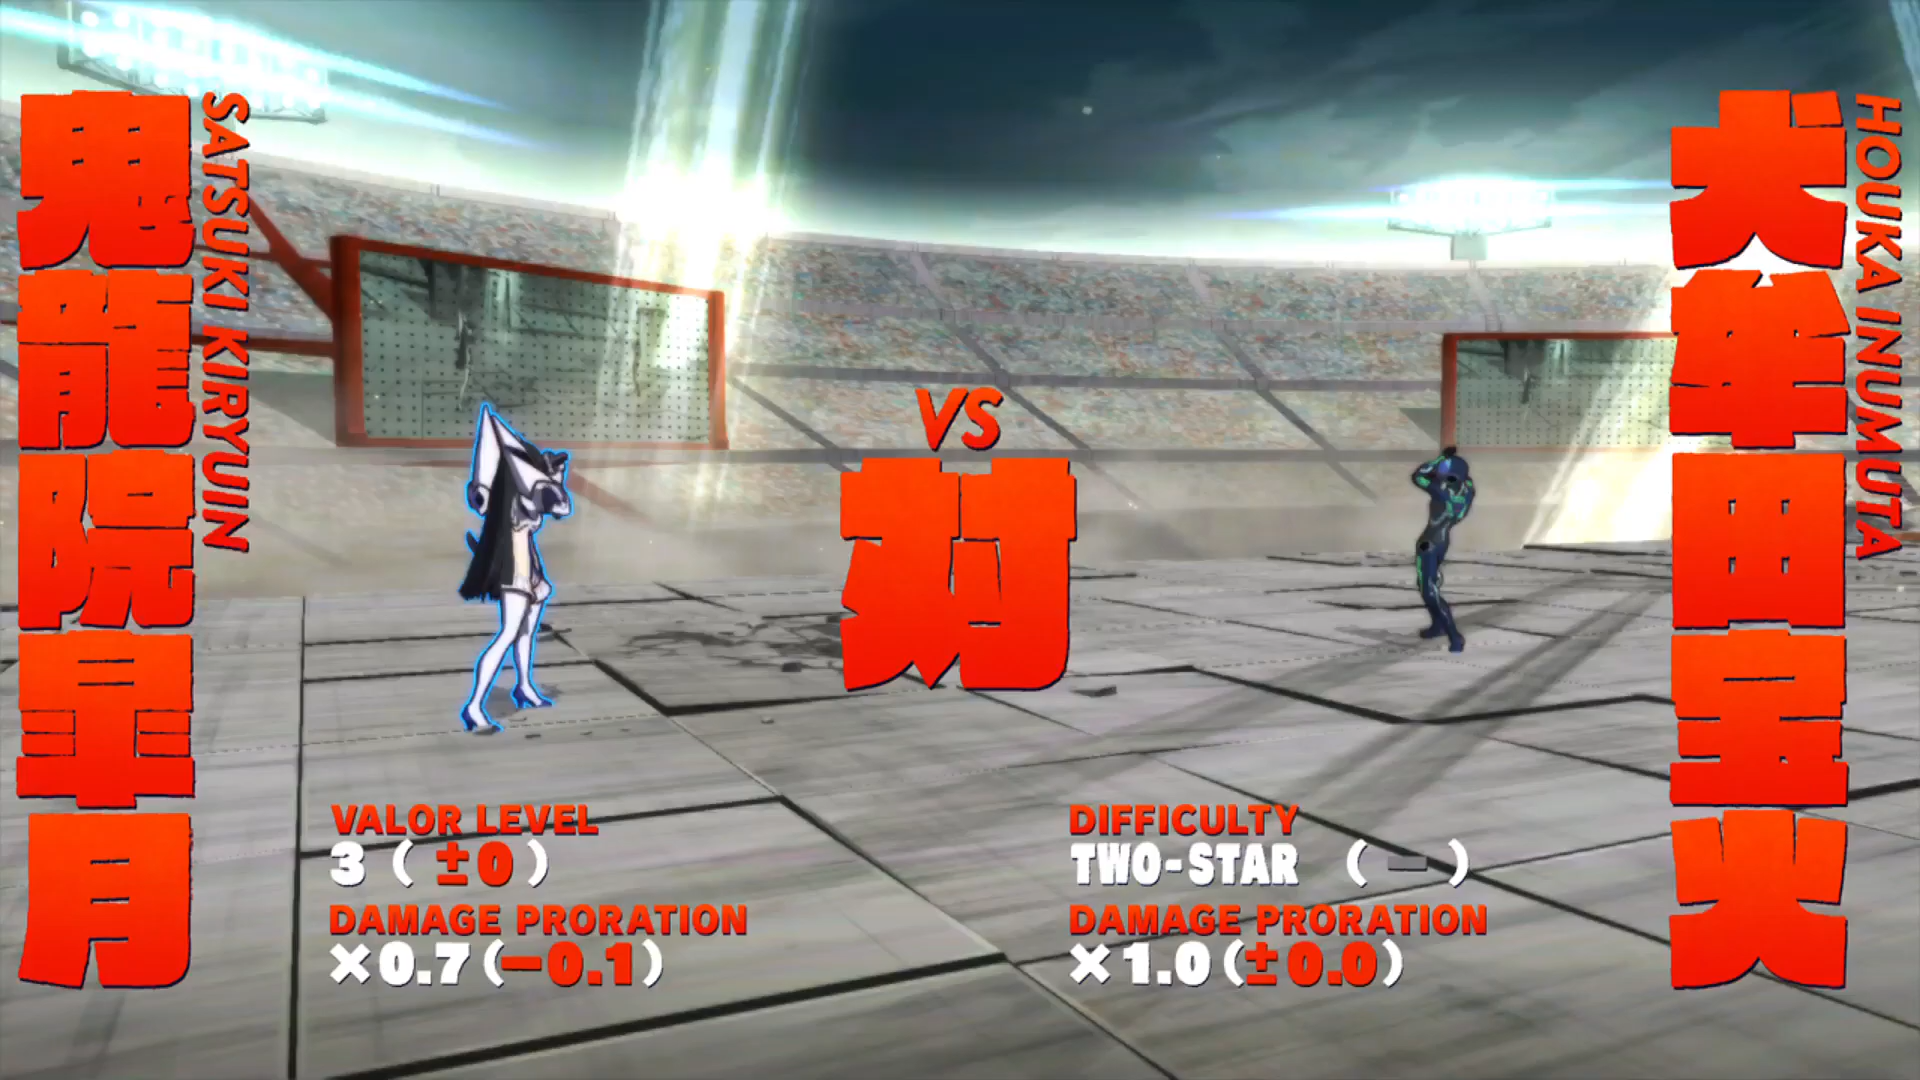 鬼龍院皐月
SATSUKI KIRYUIN
VS
対
犬牟田宝火
HOUKA INUMUTA
VALOR LEVEL
3 ( ±0 )
DAMAGE PRORATION
×0.7(−0.1)
DIFFICULTY
TWO-STAR ( − )
DAMAGE PRORATION
×1.0(±0.0)